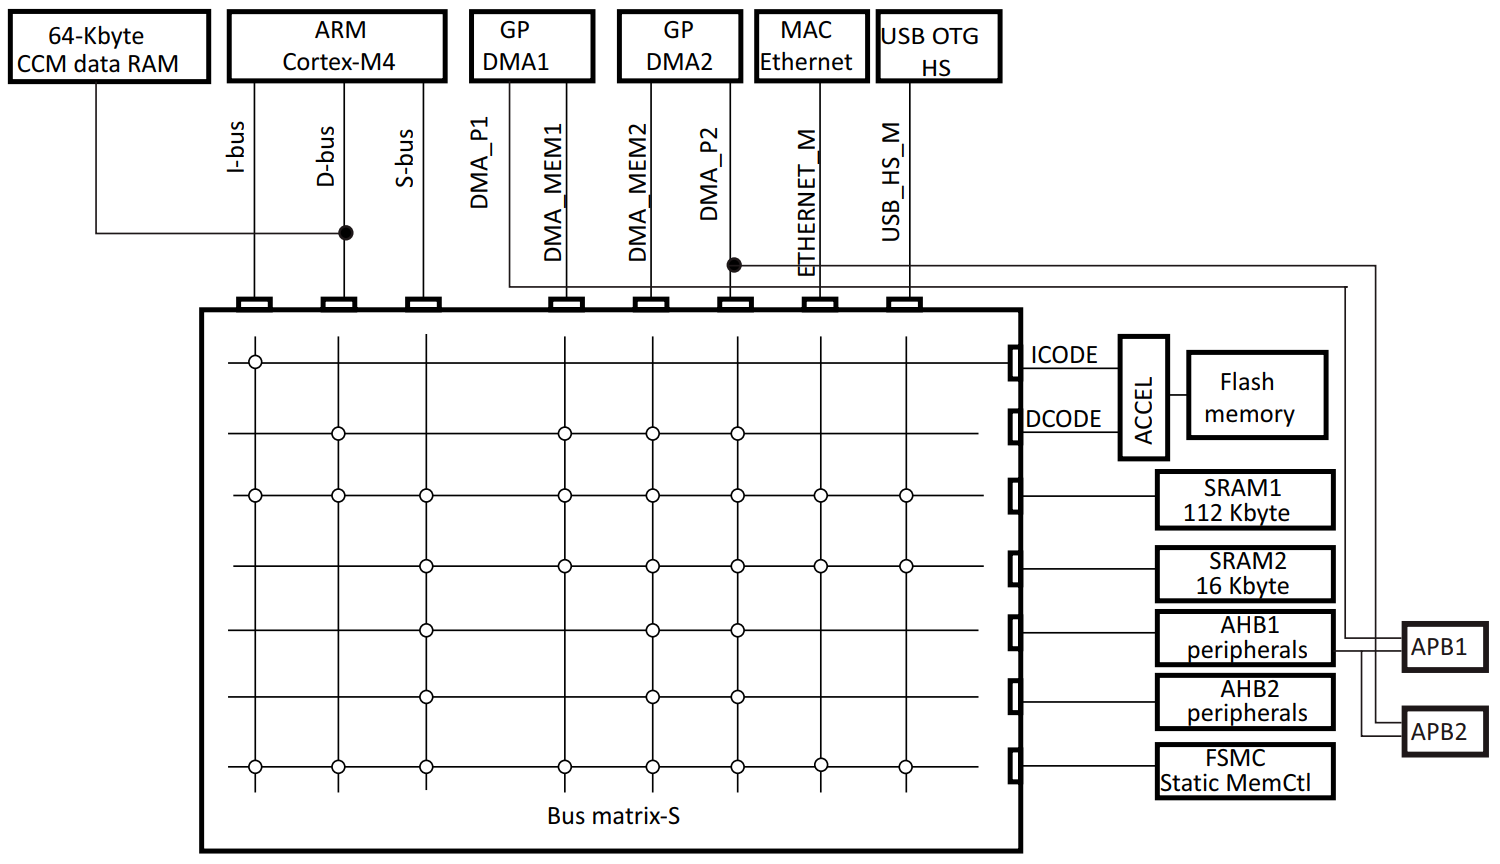 64-Kbyte
CCM data RAM
ARM
Cortex-M4
GP
DMA1
GP
DMA2
MAC
Ethernet
USB OTG
HS
I-bus
D-bus
S-bus
DMA_P1
DMA_MEM1
DMA_MEM2
DMA_P2
ETHERNET_M
USB_HS_M
ICODE
DCODE
ACCEL
Flash
memory
SRAM1
112 Kbyte
SRAM2
16 Kbyte
AHB1
peripherals
APB1
AHB2
peripherals
APB2
FSMC
Static MemCtl
Bus matrix-S